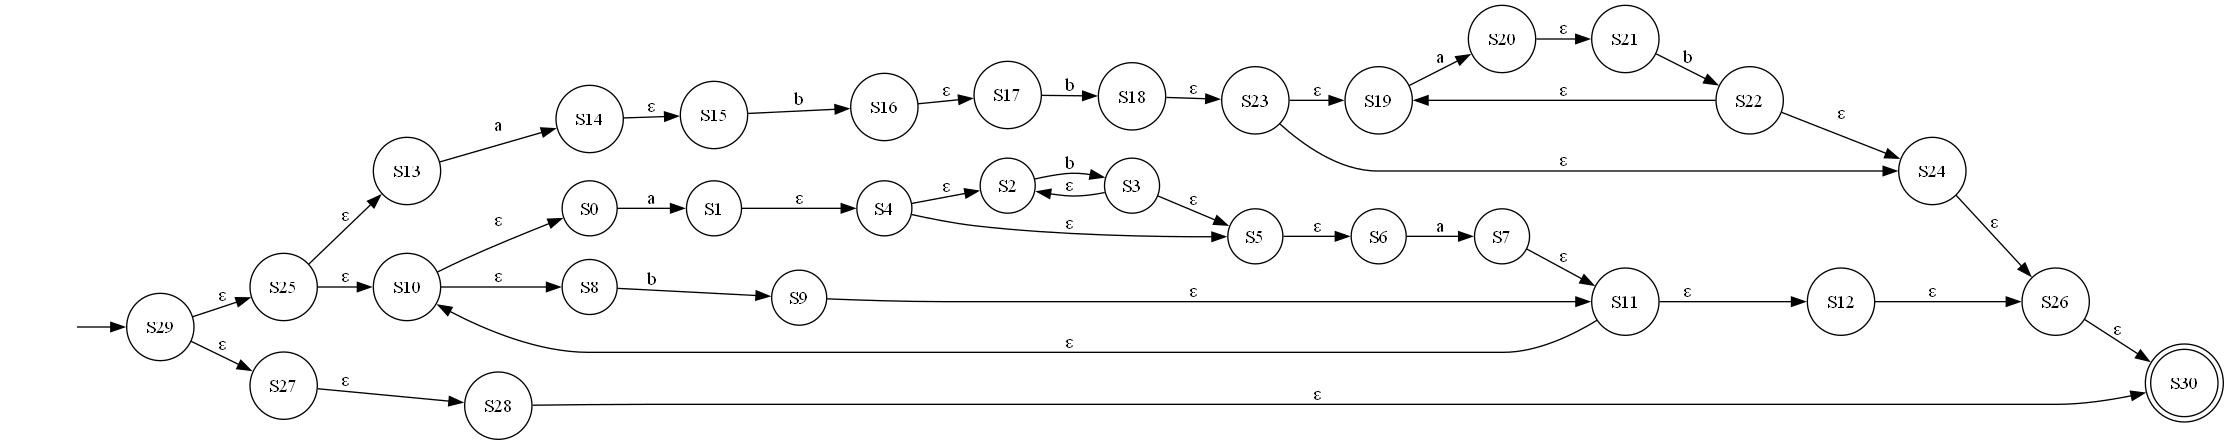 S20 ε S21
a b
S14 ε S15 b S16 ε S17 b S18 ε S23 ε S19 ε S22
a ε
S13 ε S24
b
S2 ε S3
ε ε
ε S0 a S1 ε S4 ε S5 ε S6 a S7
ε ε
ε
S25 ε S10 ε S8 b S9 ε S11 ε S12 ε S26
ε
S29 ε
ε ε
S27 ε S28 ε S30